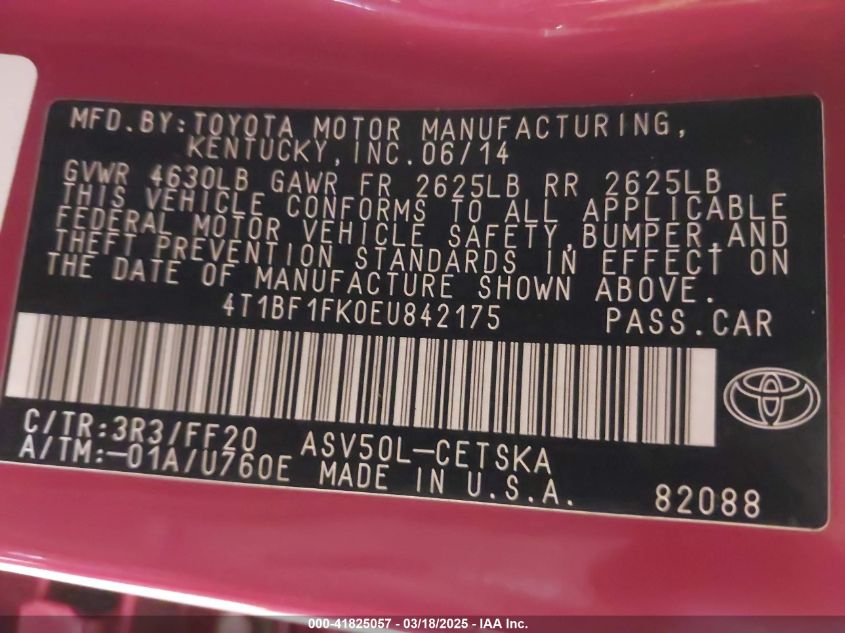 MFD.BY:TOYOTA MOTOR MANUFACTURING,
KENTUCKY,INC.06/14
GVWR 4630LB GAWR FR 2625LB RR 2625LB
THIS VEHICLE CONFORMS TO ALL APPLICABLE
FEDERAL MOTOR VEHICLE SAFETY,BUMPER,AND
THEFT PREVENTION STANDARDS IN EFFECT ON
THE DATE OF MANUFACTURE SHOWN ABOVE.
4T1BF1FK0EU842175 PASS.CAR
C/TR:3R3/FF20 ASV50L-CETSKA
A/TM:-01A/U760E MADE IN U.S.A. 82088
000-41825057 - 03/18/2025 - IAA Inc.